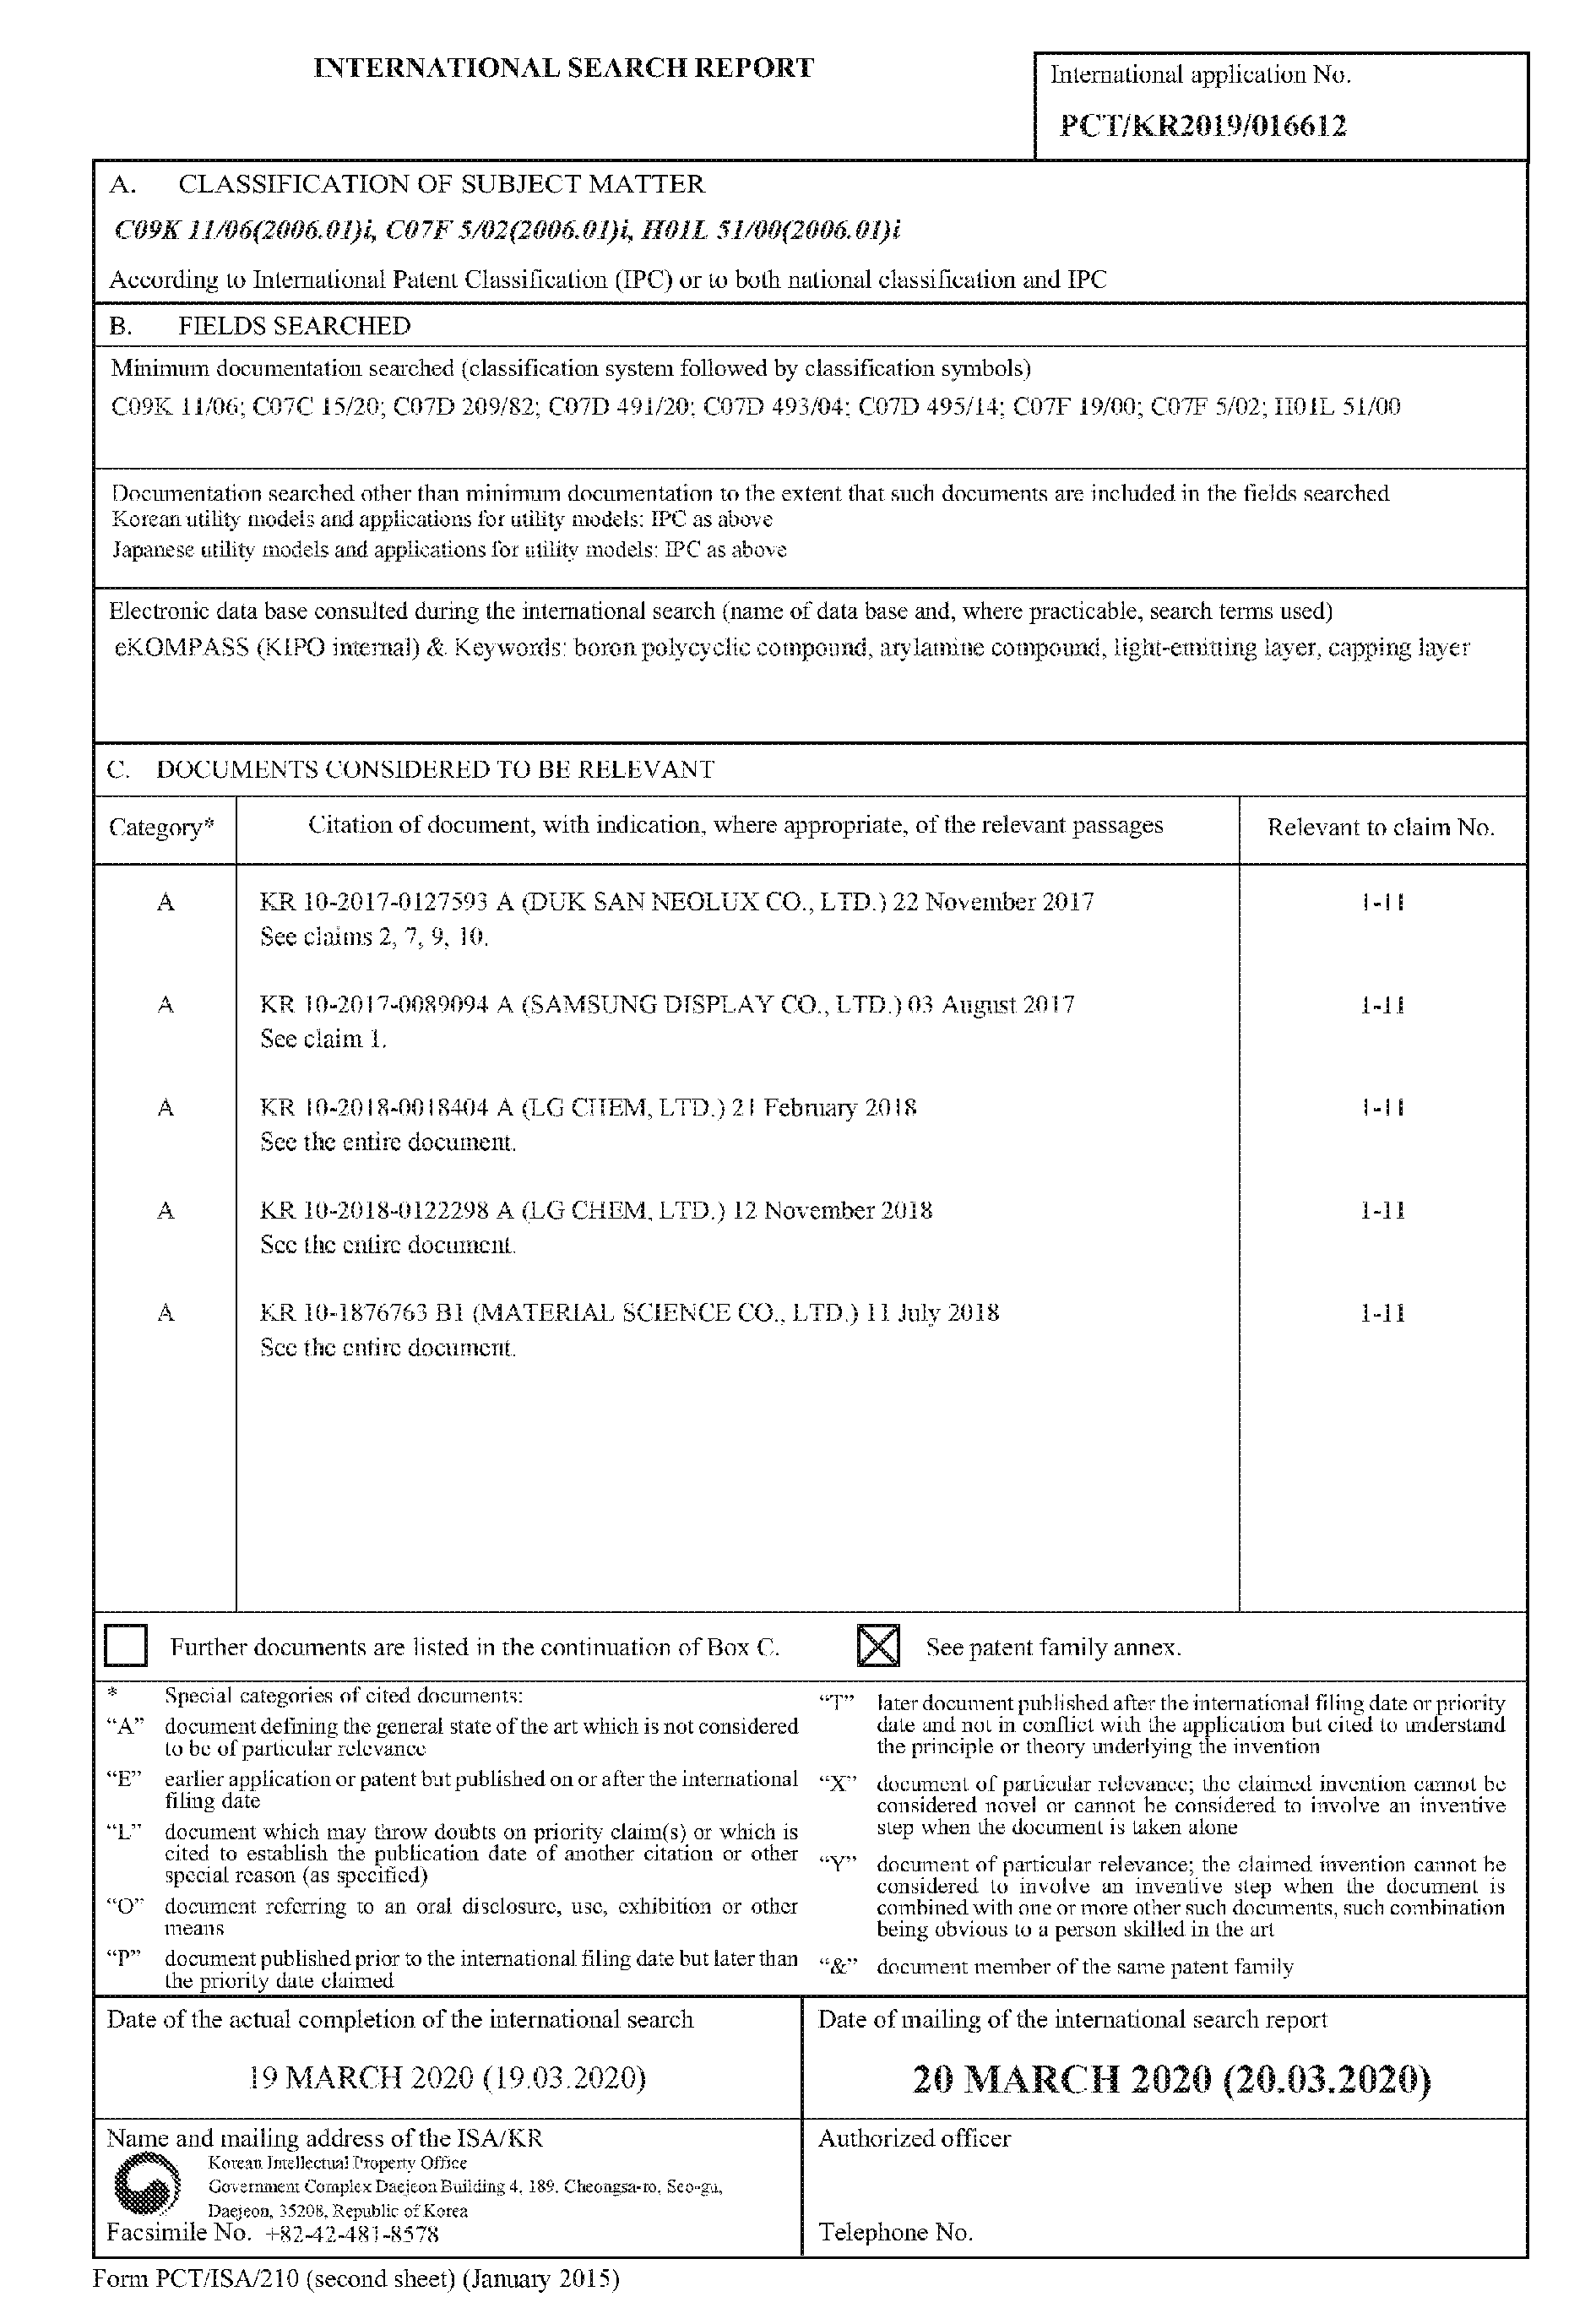 INTERNATIONAL SEARCH REPORT
International application No.
PCT/KR2019/016612
A. CLASSIFICATION OF SUBJECT MATTER
C09K 11/06(2006.01)i, C07F 5/02(2006.01)i, H01L 51/00(2006.01)i
According to International Patent Classification (IPC) or to both national classification and IPC
B. FIELDS SEARCHED
Minimum documentation searched (classification system followed by classification symbols)
C09K 11/06; C07C 15/20; C07D 209/82; C07D 491/20; C07D 493/04; C07D 495/14; C07F 19/00; C07F 5/02; H01L 51/00
Documentation searched other than minimum documentation to the extent that such documents are included in the fields searched
Korean utility models and applications for utility models: IPC as above
Japanese utility models and applications for utility models: IPC as above
Electronic data base consulted during the international search (name of data base and, where practicable, search terms used)
eKOMPASS (KIPO internal) & Keywords: boron polycyclic compound, arylamine compound, light-emitting layer, capping layer
C. DOCUMENTS CONSIDERED TO BE RELEVANT
Category* Citation of document, with indication, where appropriate, of the relevant passages Relevant to claim No.
A KR 10-2017-0127593 A (DUK SAN NEOLUX CO., LTD.) 22 November 2017 1-11
See claims 2, 7, 9, 10.
A KR 10-2017-0089094 A (SAMSUNG DISPLAY CO., LTD.) 03 August 2017 1-11
See claim 1.
A KR 10-2018-0018404 A (LG CHEM, LTD.) 21 February 2018 1-11
See the entire document.
A KR 10-2018-0122298 A (LG CHEM, LTD.) 12 November 2018 1-11
See the entire document.
A KR 10-1876763 B1 (MATERIAL SCIENCE CO., LTD.) 11 July 2018 1-11
See the entire document.
Further documents are listed in the continuation of Box C.
See patent family annex.
* Special categories of cited documents:
“A” document defining the general state of the art which is not considered
to be of particular relevance
“E” earlier application or patent but published on or after the international
filing date
“L” document which may throw doubts on priority claim(s) or which is
cited to establish the publication date of another citation or other
special reason (as specified)
“O” document referring to an oral disclosure, use, exhibition or other
means
“P” document published prior to the international filing date but later than
the priority date claimed
“T” later document published after the international filing date or priority
date and not in conflict with the application but cited to understand
the principle or theory underlying the invention
“X” document of particular relevance; the claimed invention cannot be
considered novel or cannot be considered to involve an inventive
step when the document is taken alone
“Y” document of particular relevance; the claimed invention cannot be
considered to involve an inventive step when the document is
combined with one or more other such documents, such combination
being obvious to a person skilled in the art
“&” document member of the same patent family
Date of the actual completion of the international search
19 MARCH 2020 (19.03.2020)
Date of mailing of the international search report
20 MARCH 2020 (20.03.2020)
Name and mailing address of the ISA/KR
Korean Intellectual Property Office
Government Complex Daejeon Building 4, 189, Cheongsa-ro, Seo-gu,
Daejeon, 35208, Republic of Korea
Facsimile No. +82-42-481-8578
Authorized officer
Telephone No.
Form PCT/ISA/210 (second sheet) (January 2015)